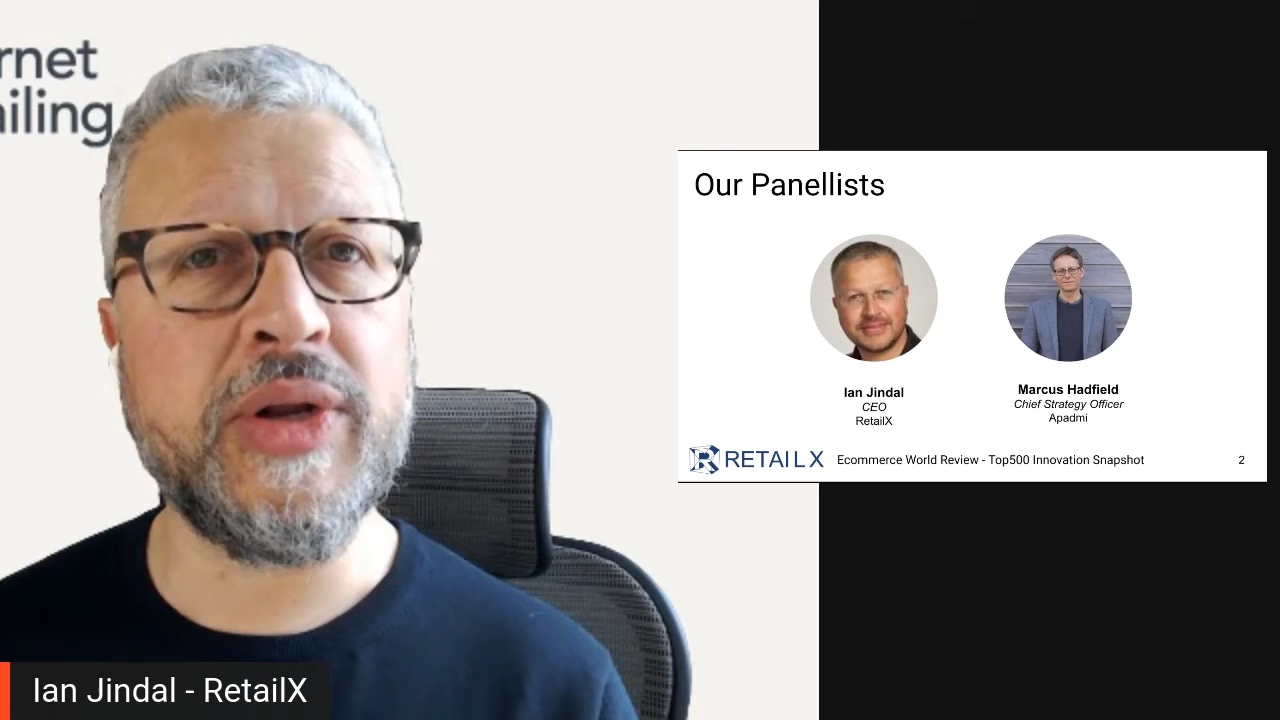 rnet
ailing
Our Panellists
Ian Jindal
CEO
RetailX
Marcus Hadfield
Chief Strategy Officer
Apadmi
RETAIL X
Ecommerce World Review - Top500 Innovation Snapshot
2
Ian Jindal - RetailX